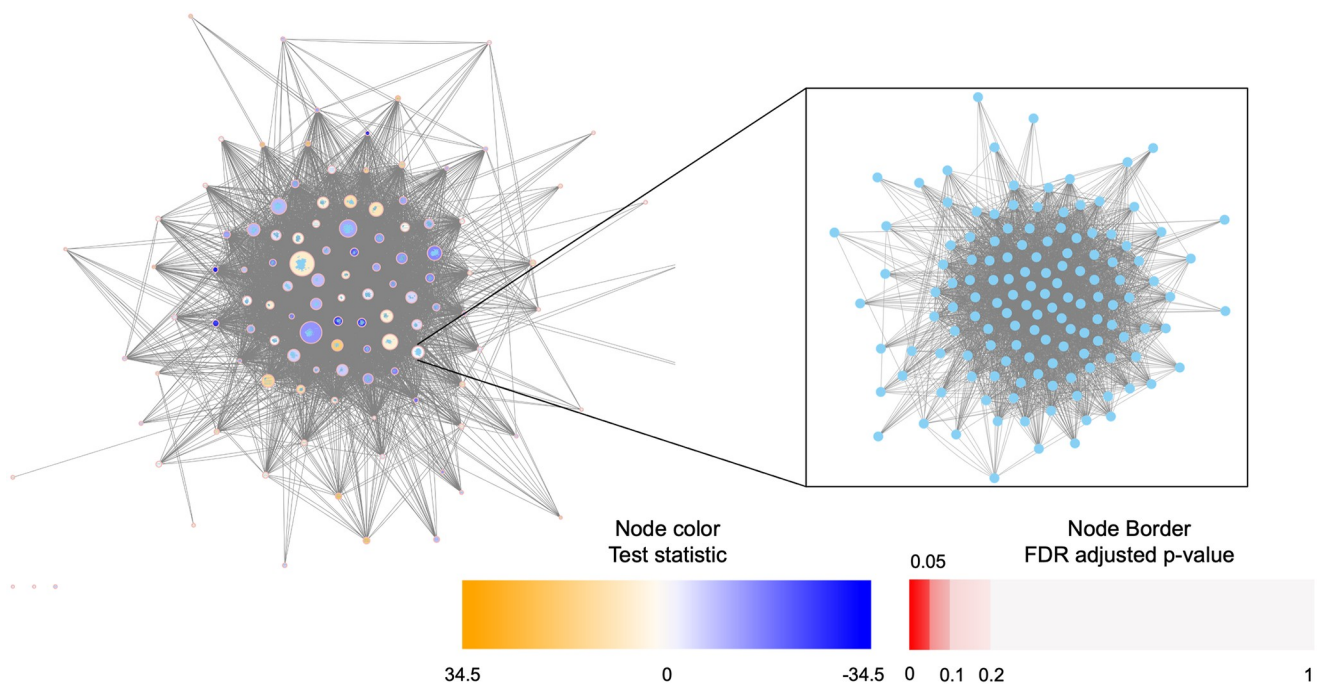 Node color
Test statistic
34.5
0
-34.5
Node Border
FDR adjusted p-value
0.05
0
0.1
0.2
1